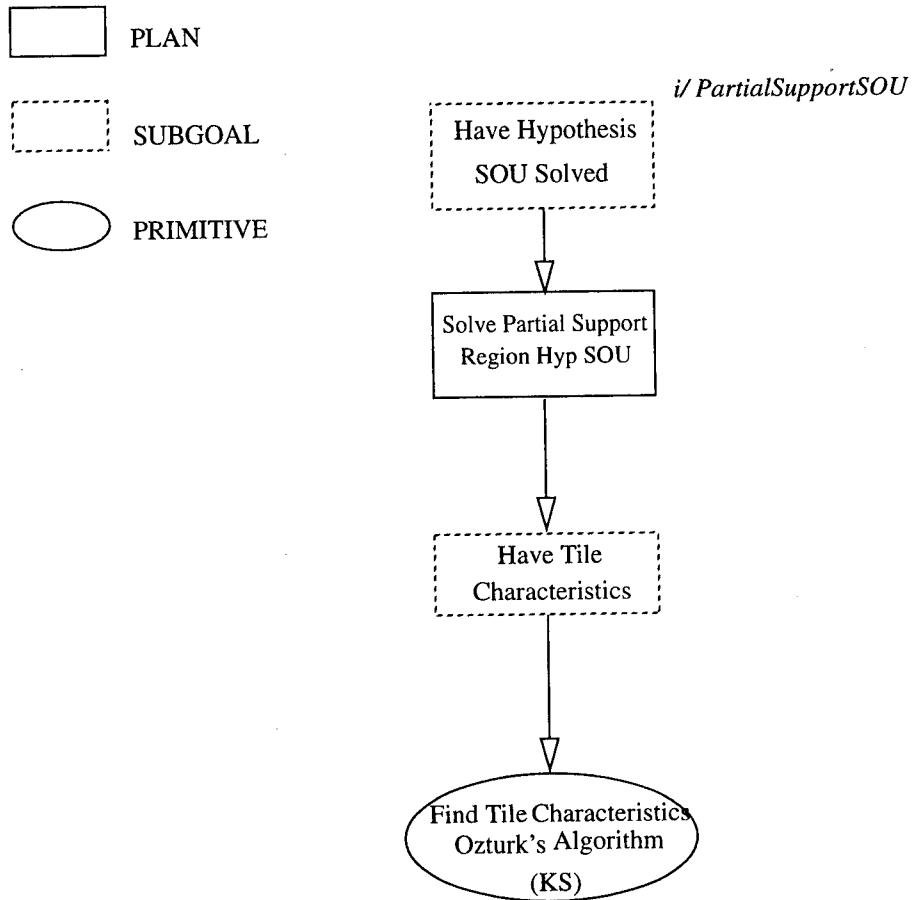 PLAN
SUBGOAL
PRIMITIVE
i/ PartialSupportSOU
Have Hypothesis
SOU Solved
Solve Partial Support
Region Hyp SOU
Have Tile
Characteristics
Find Tile Characteristics
Ozturk's Algorithm
(KS)